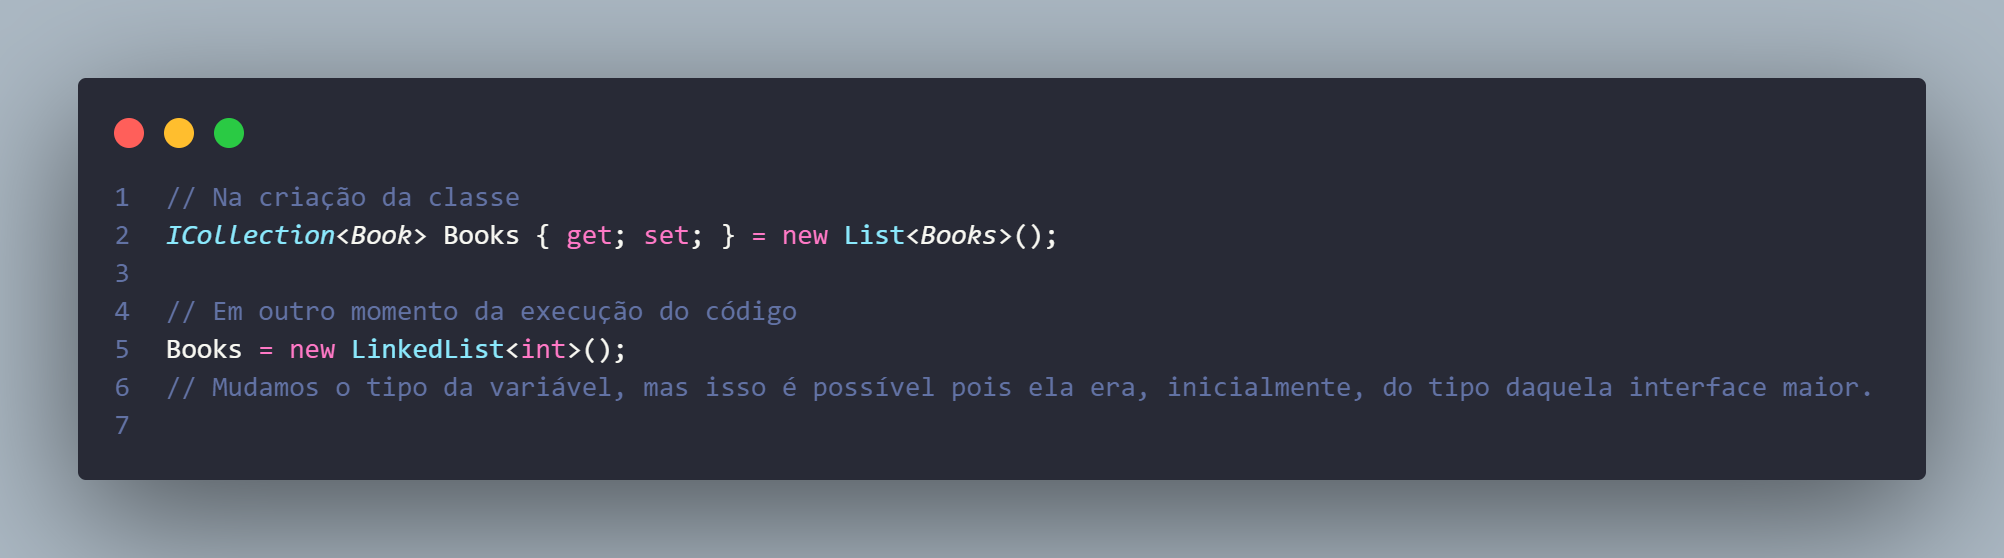 1 // Na criação da classe
2 ICollection<Book> Books { get; set; } = new List<Books>();
3
4 // Em outro momento da execução do código
5 Books = new LinkedList<int>();
6 // Mudamos o tipo da variável, mas isso é possível pois ela era, inicialmente, do tipo daquela interface maior.
7